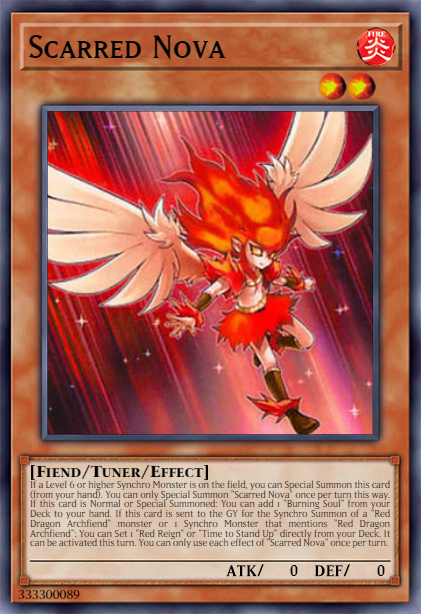 Scarred Nova
FIRE
炎
[Fiend/Tuner/Effect]
If a Level 6 or higher Synchro Monster is on the field, you can Special Summon this card
(from your hand). You can only Special Summon "Scarred Nova" once per turn this way.
If this card is Normal or Special Summoned: You can add 1 "Burning Soul" from your
Deck to your hand. If this card is sent to the GY for the Synchro Summon of a "Red
Dragon Archfiend" monster or 1 Synchro Monster that mentions "Red Dragon
Archfiend": You can Set 1 "Red Reign" or "Time to Stand Up" directly from your Deck. It
can be activated this turn. You can only use each effect of "Scarred Nova" once per turn.
ATK/ 0 DEF/ 0
333300089